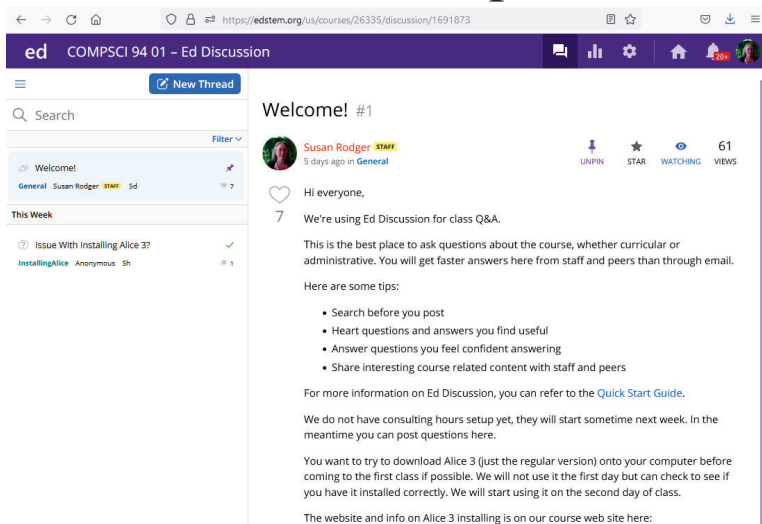 https://edstem.org/us/courses/26335/discussion/1691873
ed COMPSCI 94 01 – Ed Discussion
20+
New Thread
Search
Filter
Welcome!
General Susan Rodger STAFF 5d 7
This Week
Issue With Installing Alice 3?
InstallingAlice Anonymous 5h 1
Welcome! #1
Susan Rodger STAFF
5 days ago in General
UNPIN STAR WATCHING 61 VIEWS
7
Hi everyone,
We're using Ed Discussion for class Q&A.
This is the best place to ask questions about the course, whether curricular or
administrative. You will get faster answers here from staff and peers than through email.
Here are some tips:
• Search before you post
• Heart questions and answers you find useful
• Answer questions you feel confident answering
• Share interesting course related content with staff and peers
For more information on Ed Discussion, you can refer to the Quick Start Guide.
We do not have consulting hours setup yet, they will start sometime next week. In the
meantime you can post questions here.
You want to try to download Alice 3 (just the regular version) onto your computer before
coming to the first class if possible. We will not use it the first day but can check to see if
you have it installed correctly. We will start using it on the second day of class.
The website and info on Alice 3 installing is on our course web site here: